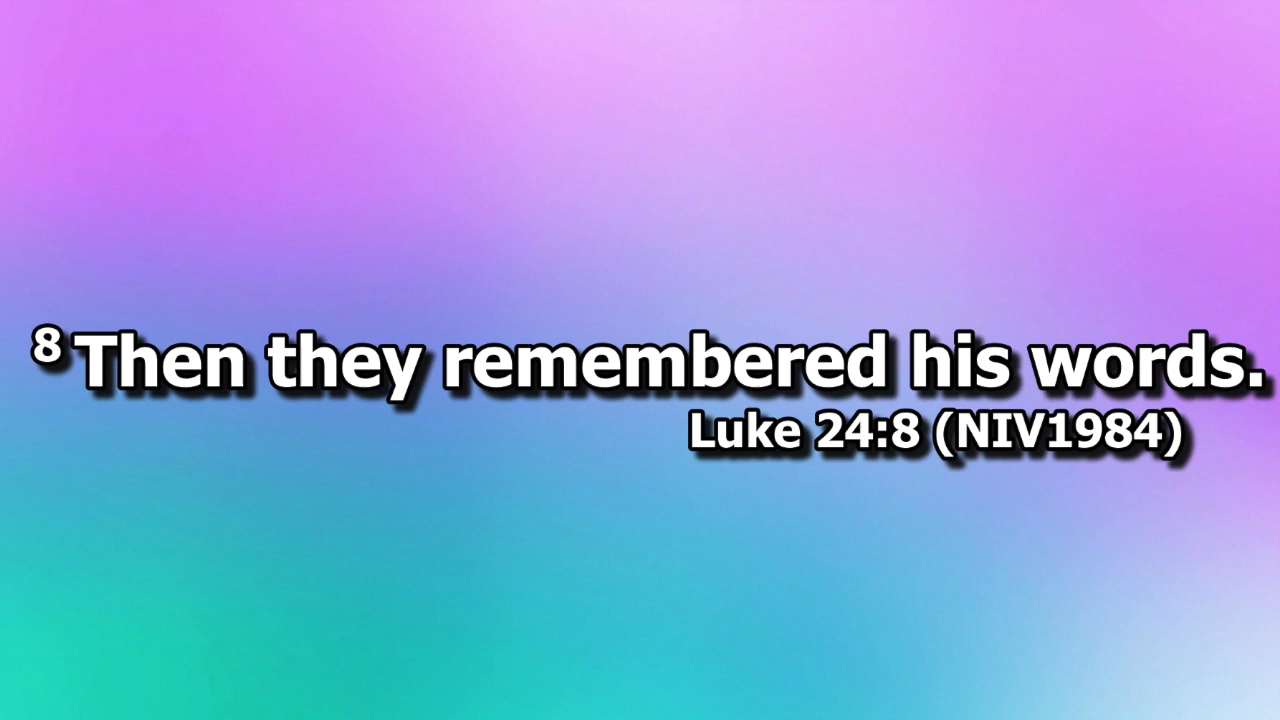 8 Then they remembered his words.
Luke 24:8 (NIV1984)